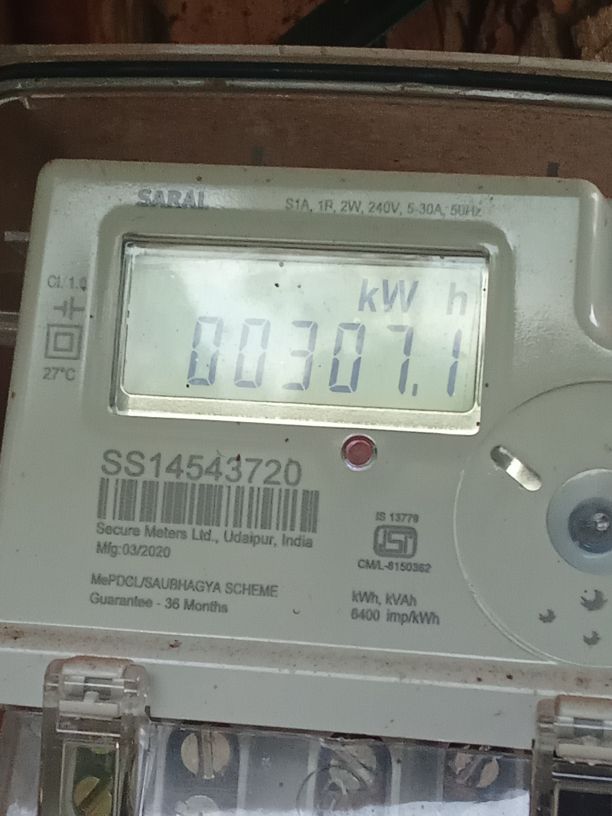 SARAL
S1A, 1R, 2W, 240V, 5-30A, 50Hz
Cl. 1.0
kW h
00307.1
27°C
SS14543720
Secure Meters Ltd., Udaipur, India
Mfg:03/2020
IS 13779
ISI
CM/L-8150362
MePDCL/SAUBHAGYA SCHEME
Guarantee - 36 Months
kWh, kVAh
6400 imp/kWh